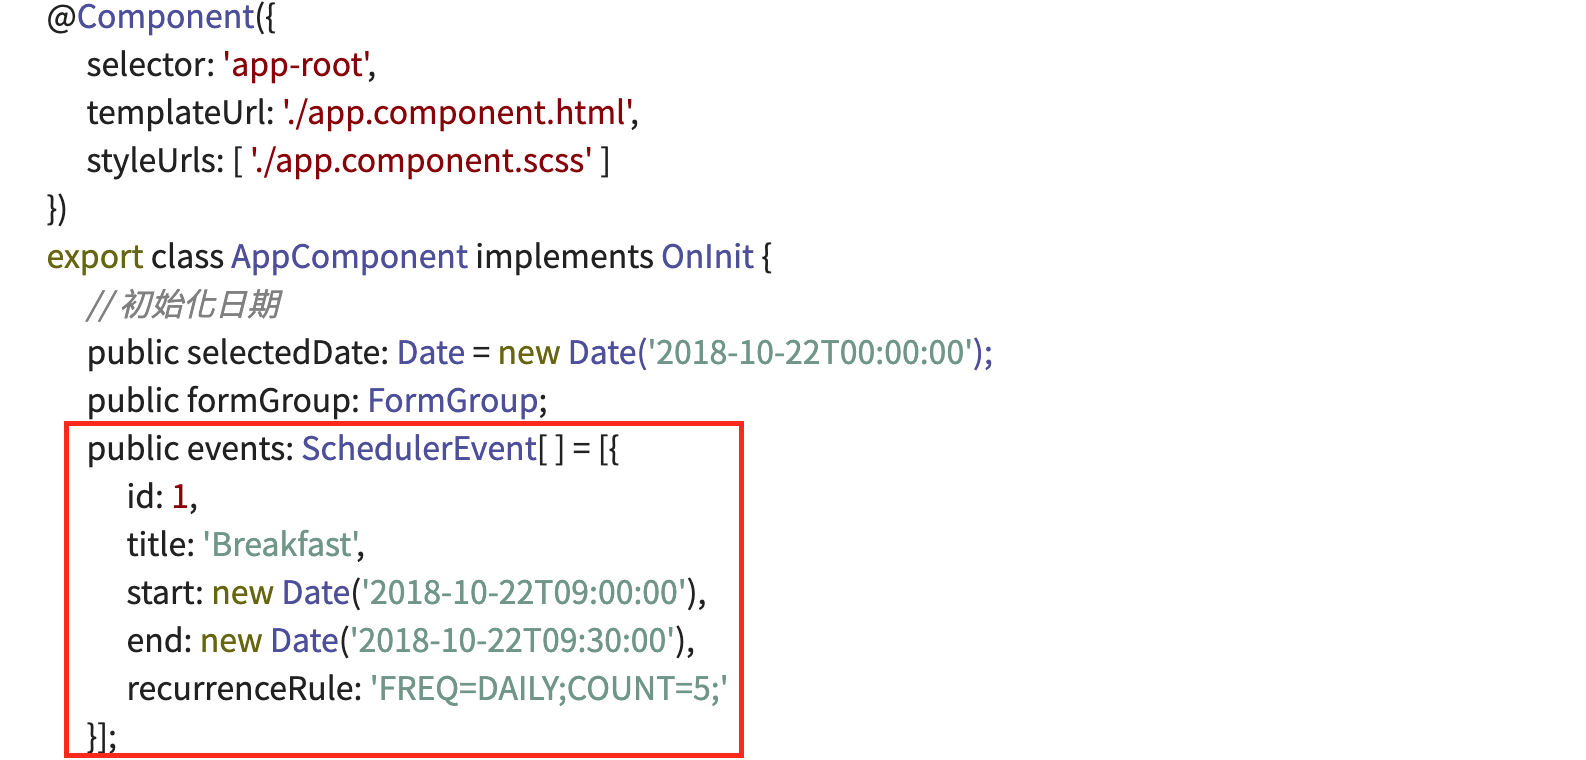 @Component({
selector: 'app-root',
templateUrl: './app.component.html',
styleUrls: [ './app.component.scss' ]
})
export class AppComponent implements OnInit {
// 初始化日期
public selectedDate: Date = new Date('2018-10-22T00:00:00');
public formGroup: FormGroup;
public events: SchedulerEvent[ ] = [{
id: 1,
title: 'Breakfast',
start: new Date('2018-10-22T09:00:00'),
end: new Date('2018-10-22T09:30:00'),
recurrenceRule: 'FREQ=DAILY;COUNT=5;'
}];